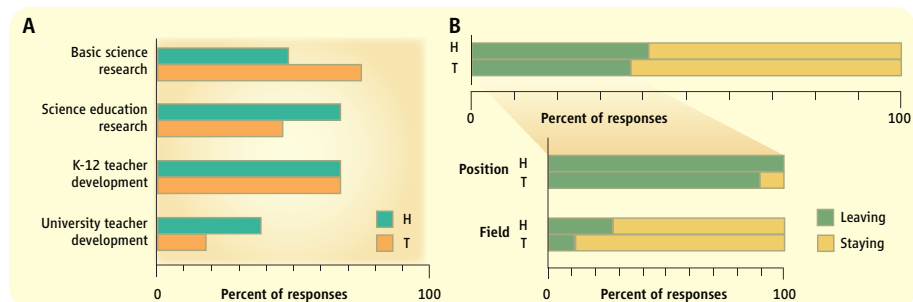 A
Basic science
research
Science education
research
K-12 teacher
development
University teacher
development
H
T
0
Percent of responses
100
B
H
T
0
Percent of responses
100
Position
H
T
Field
H
T
Leaving
Staying
0
Percent of responses
100